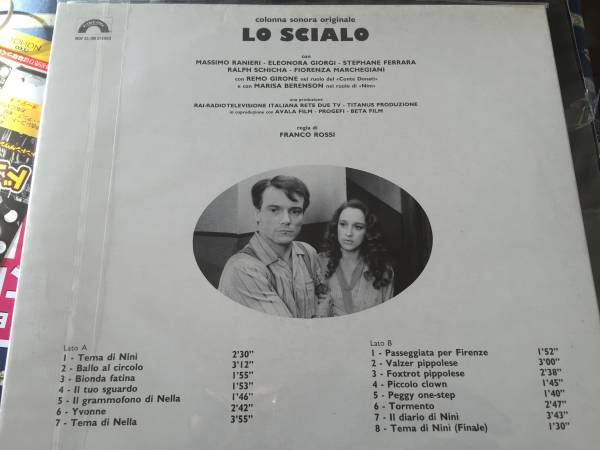 colonna sonora originale
LO SCIALO
con
MASSIMO RANIERI - ELEONORA GIORGI - STEPHANE FERRARA
RALPH SCHICHA - FIORENZA MARCHEGIANI
con REMO GIRONE nel ruolo del «Conte Donati»
e con MARISA BERENSON nel ruolo di «Nini»
una produzione
RAI-RADIOTELEVISIONE ITALIANA RETE DUE TV - TITANUS PRODUZIONE
in coproduzione con AVALA FILM - PROGEFI - BETA FILM
regia di
FRANCO ROSSI
Lato A
1 - Tema di Nini 2'30"
2 - Ballo al circolo 3'12"
3 - Bionda fatina 1'55"
4 - Il tuo sguardo 1'53"
5 - Il grammofono di Nella 1'46"
6 - Yvonne 2'42"
7 - Tema di Nella 3'55"
Lato B
1 - Passeggiata per Firenze 1'52"
2 - Valzer pippolese 3'00"
3 - Foxtrot pippolese 2'38"
4 - Piccolo clown 1'45"
5 - Peggy one-step 1'40"
6 - Tormento 2'47"
7 - Il diario di Ninì 3'43"
8 - Tema di Ninì (Finale) 1'30"